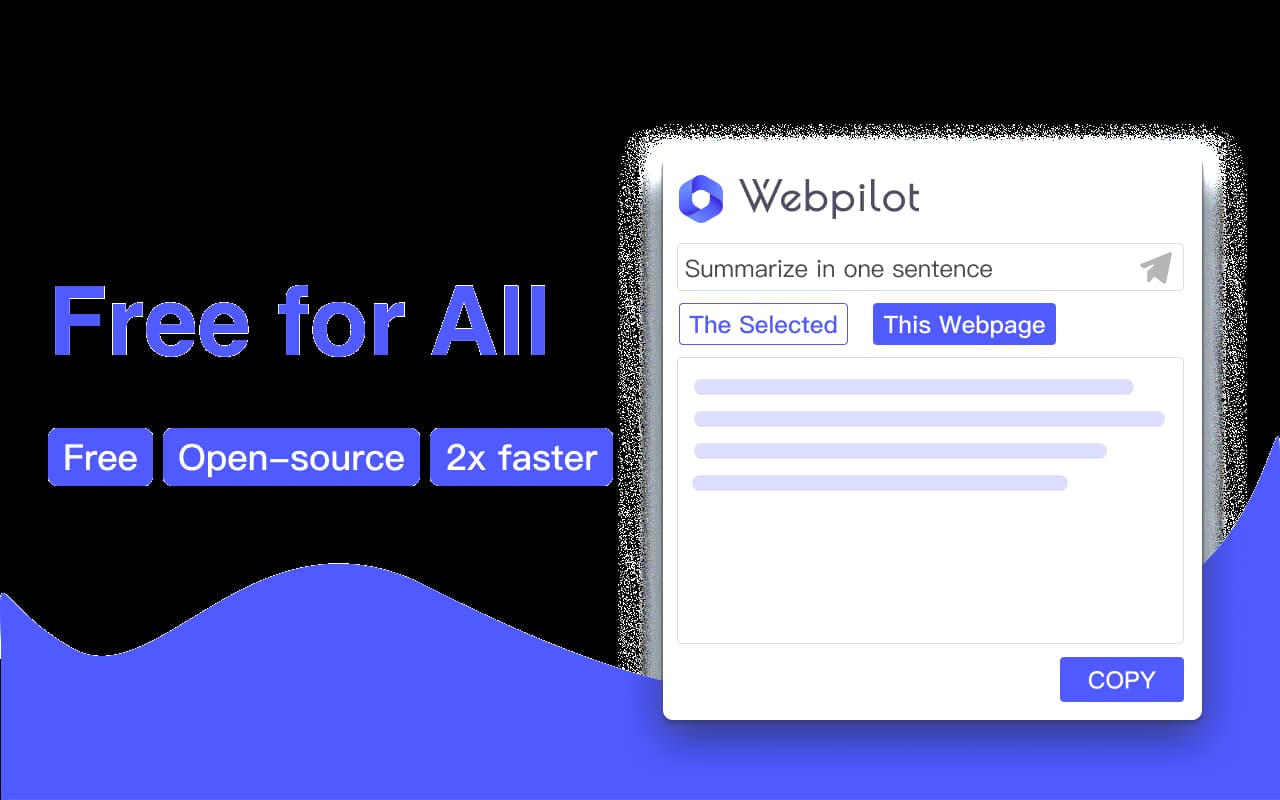 Free for All
Free Open-source 2x faster
Webpilot
Summarize in one sentence
The Selected This Webpage
COPY